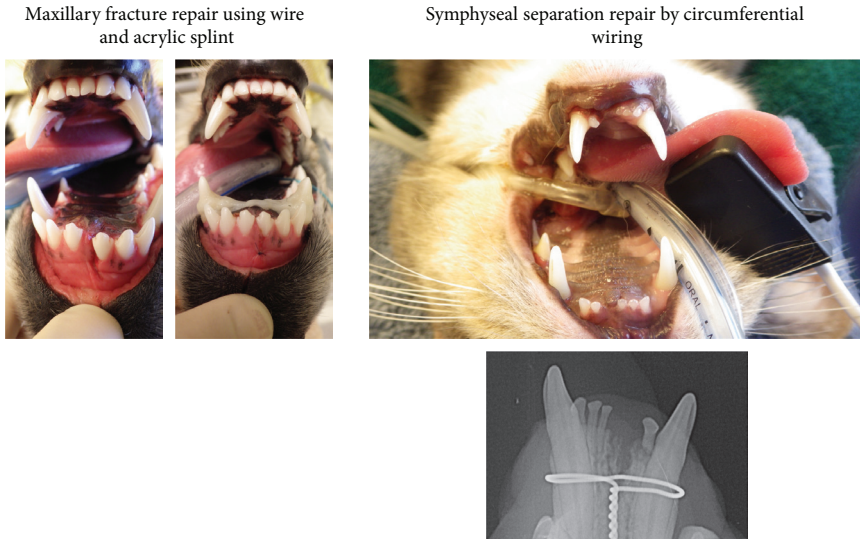 Maxillary fracture repair using wire
and acrylic splint
Symphyseal separation repair by circumferential
wiring
ORAL